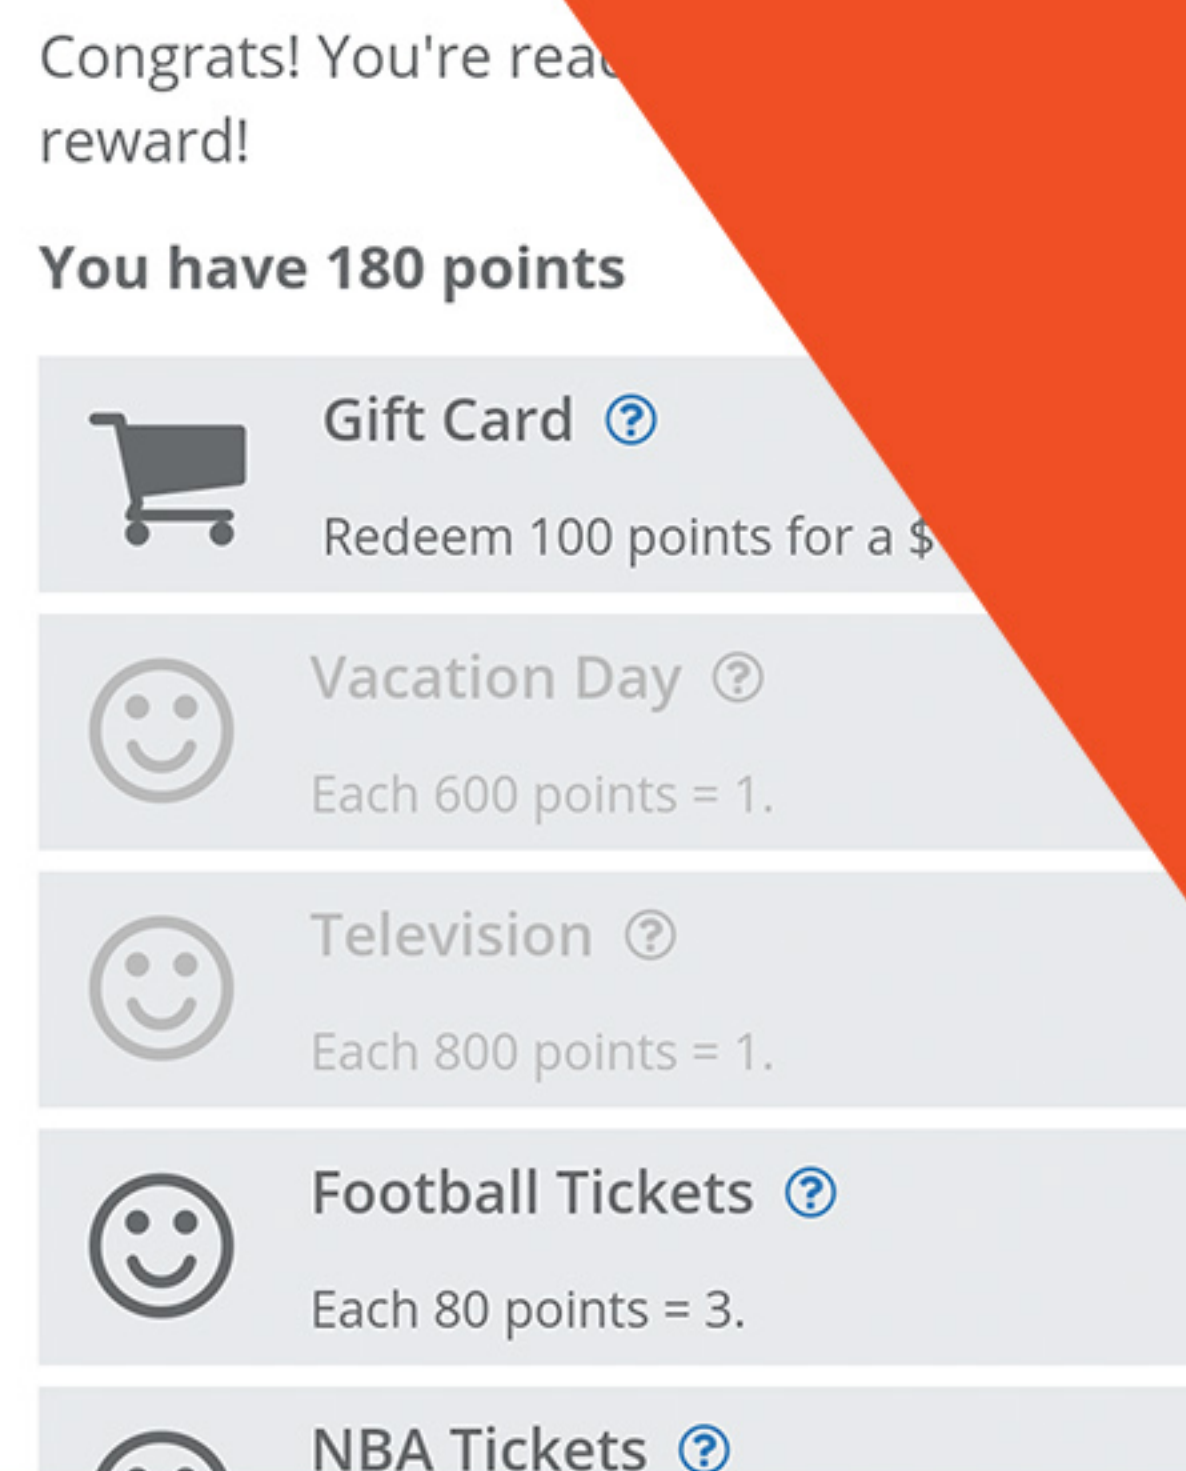 Congrats! You're
reward!
You have 180 points
Gift Card
Redeem 100 points for a $
Vacation Day
Each 600 points = 1.
Television
Each 800 points = 1.
Football Tickets
Each 80 points = 3.
NBA Tickets